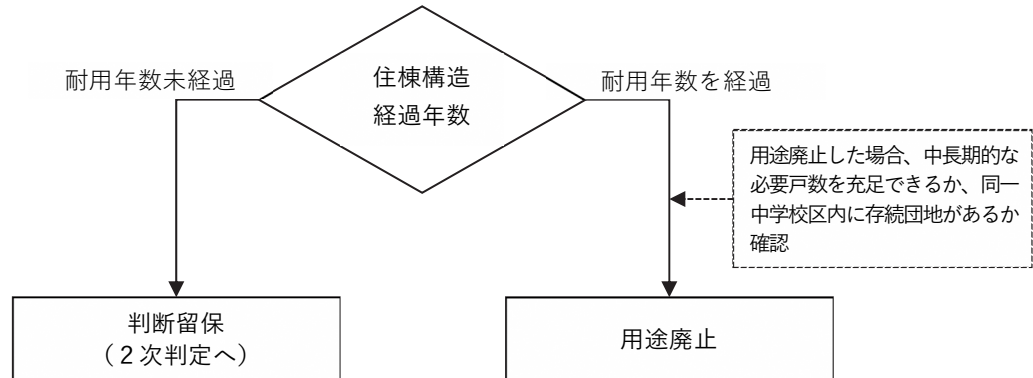 住棟構造
経過年数
耐用年数未経過
耐用年数を経過
用途廃止した場合、中長期的な
必要戸数を充足できるか、同一
中学校区内に存続団地があるか
確認
判断留保
（２次判定へ）
用途廃止